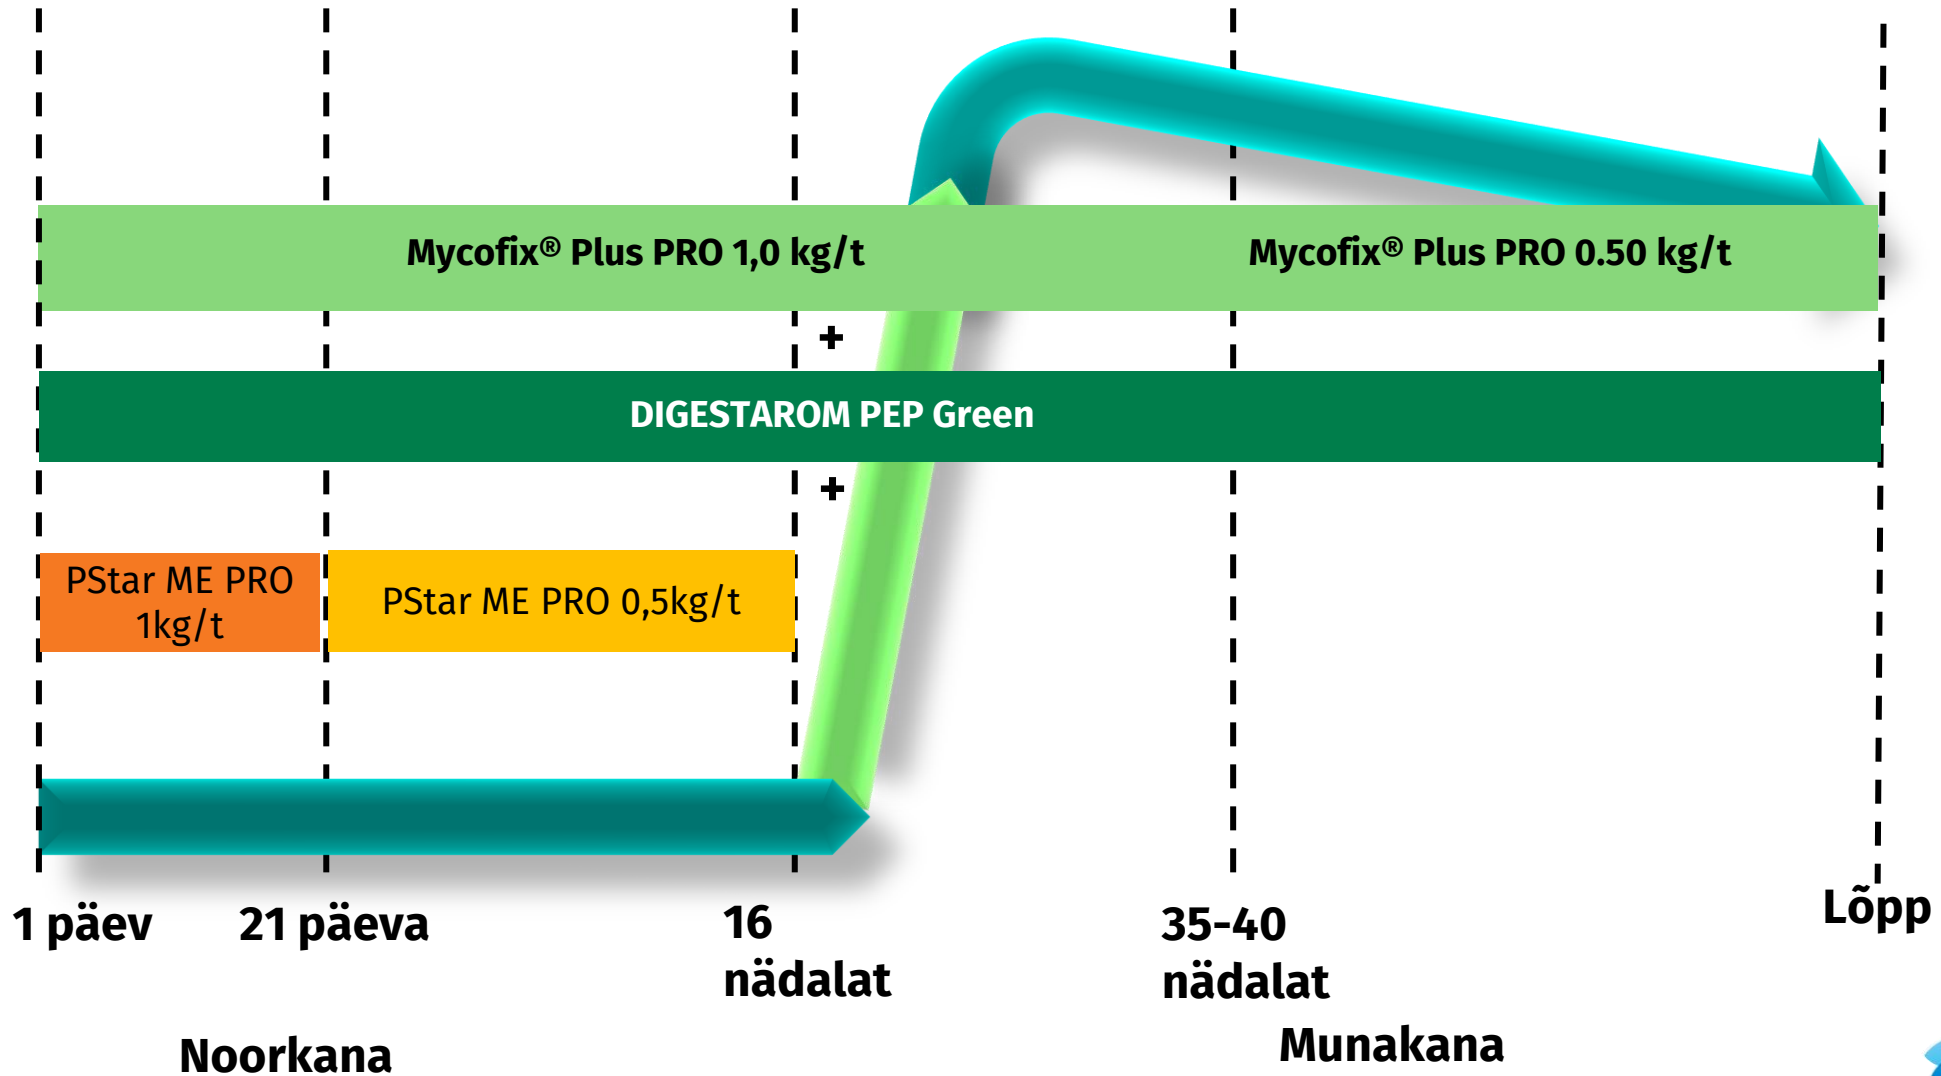 Mycofix® Plus PRO 1,0 kg/t
Mycofix® Plus PRO 0.50 kg/t
+
DIGESTAROM PEP Green
+
PStar ME PRO
1kg/t
PStar ME PRO 0,5kg/t
1 päev
21 päeva
16
nädalat
35-40
nädalat
Lõpp
Noorkana
Munakana